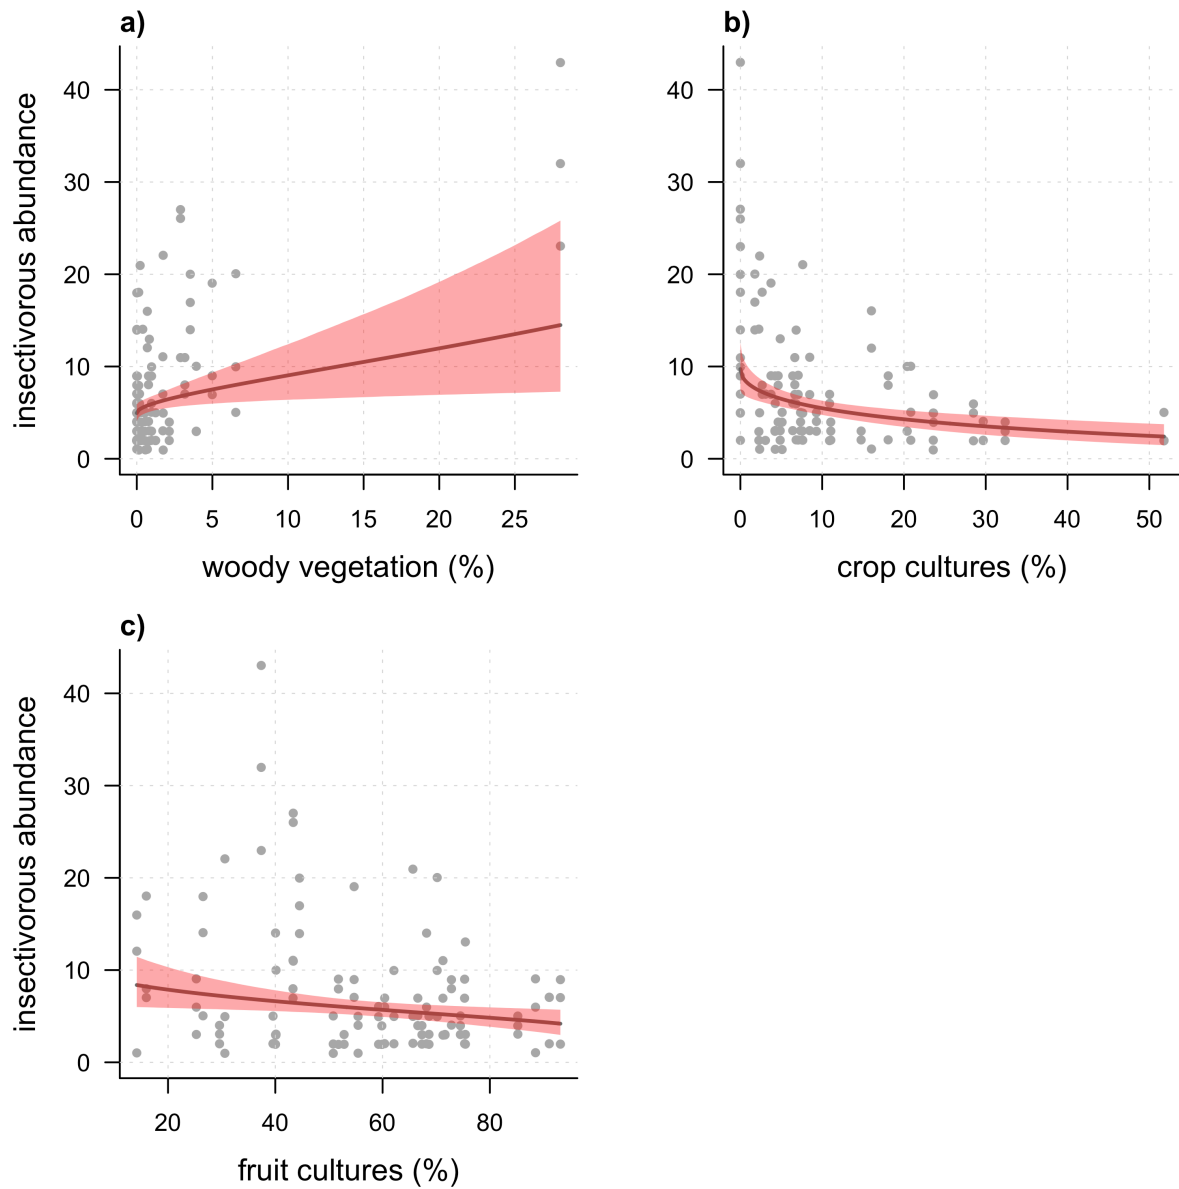 a)
insectivorous abundance
40
30
20
10
0
0 5 10 15 20 25
woody vegetation (%)
b)
insectivorous abundance
40
30
20
10
0
0 10 20 30 40 50
crop cultures (%)
c)
insectivorous abundance
40
30
20
10
0
20 40 60 80
fruit cultures (%)